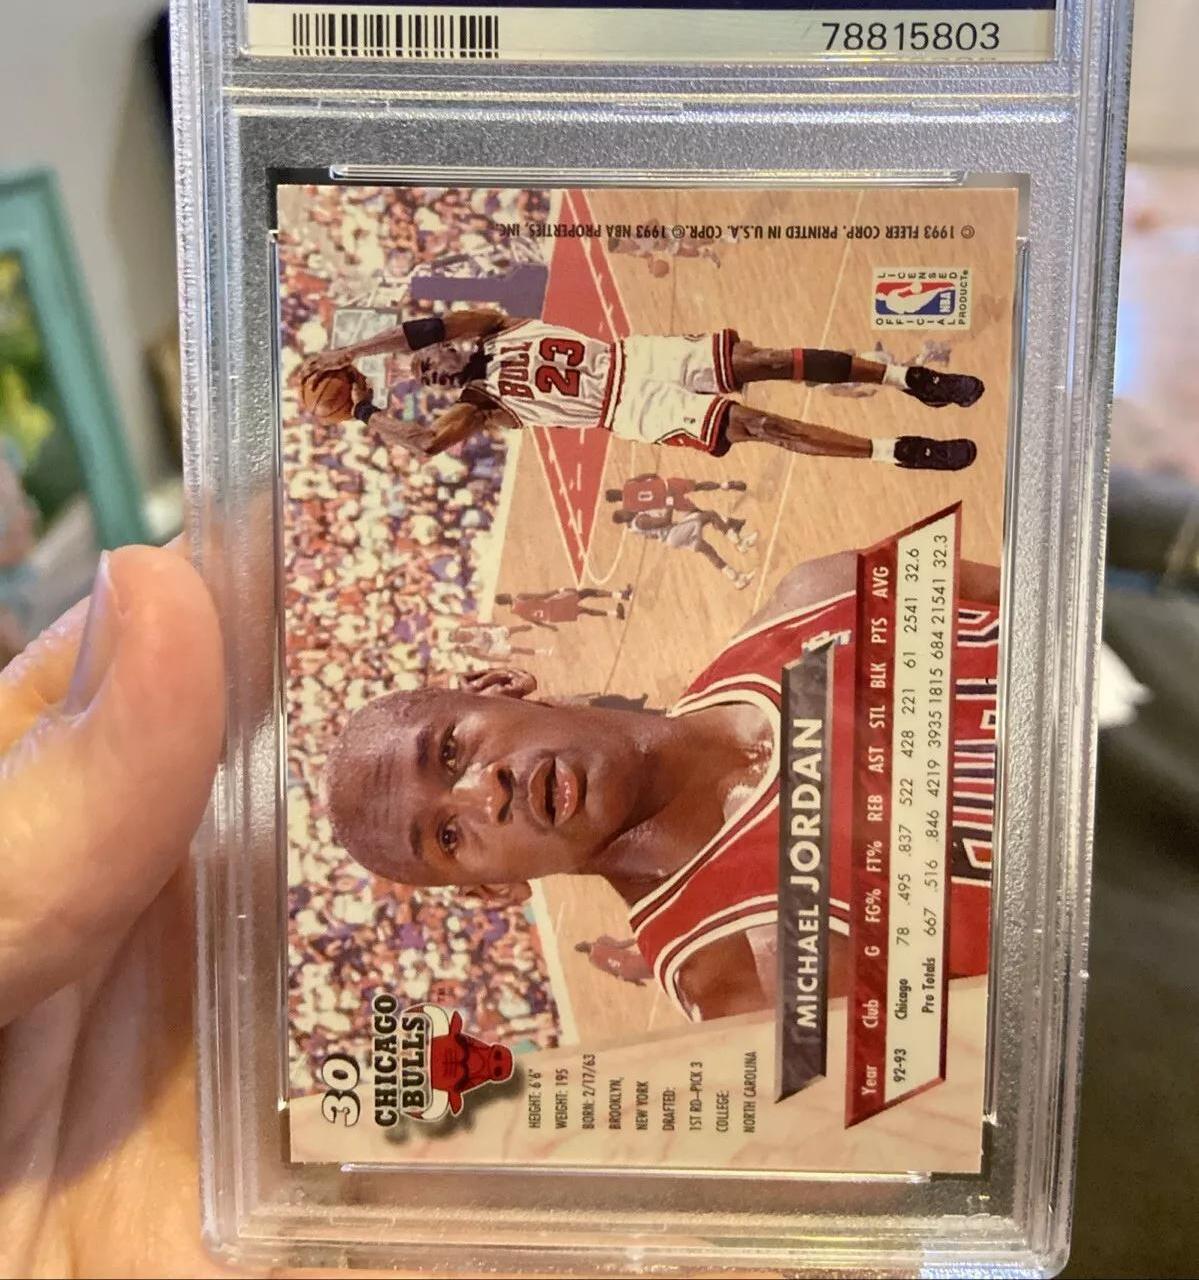 78815803
© 1993 FLEER CORP. PRINTED IN U.S.A. © 1993 NBA PROPERTIES, INC.
OFFICIAL LICENSED
NBA
PRODUCT®
BULL
23
30
CHICAGO
BULLS™
HEIGHT: 6'6"
WEIGHT: 195
BORN: 2/17/63
BROOKLYN,
NEW YORK
DRAFTED:
1ST RD–PICK 3
COLLEGE:
NORTH CAROLINA
MICHAEL JORDAN
Year Club G FG% FT% REB AST STL BLK PTS AVG
92-93 Chicago 78 .495 .837 522 428 221 61 2541 32.6
Pro Totals 667 .516 .846 4219 3935 1815 684 21541 32.3